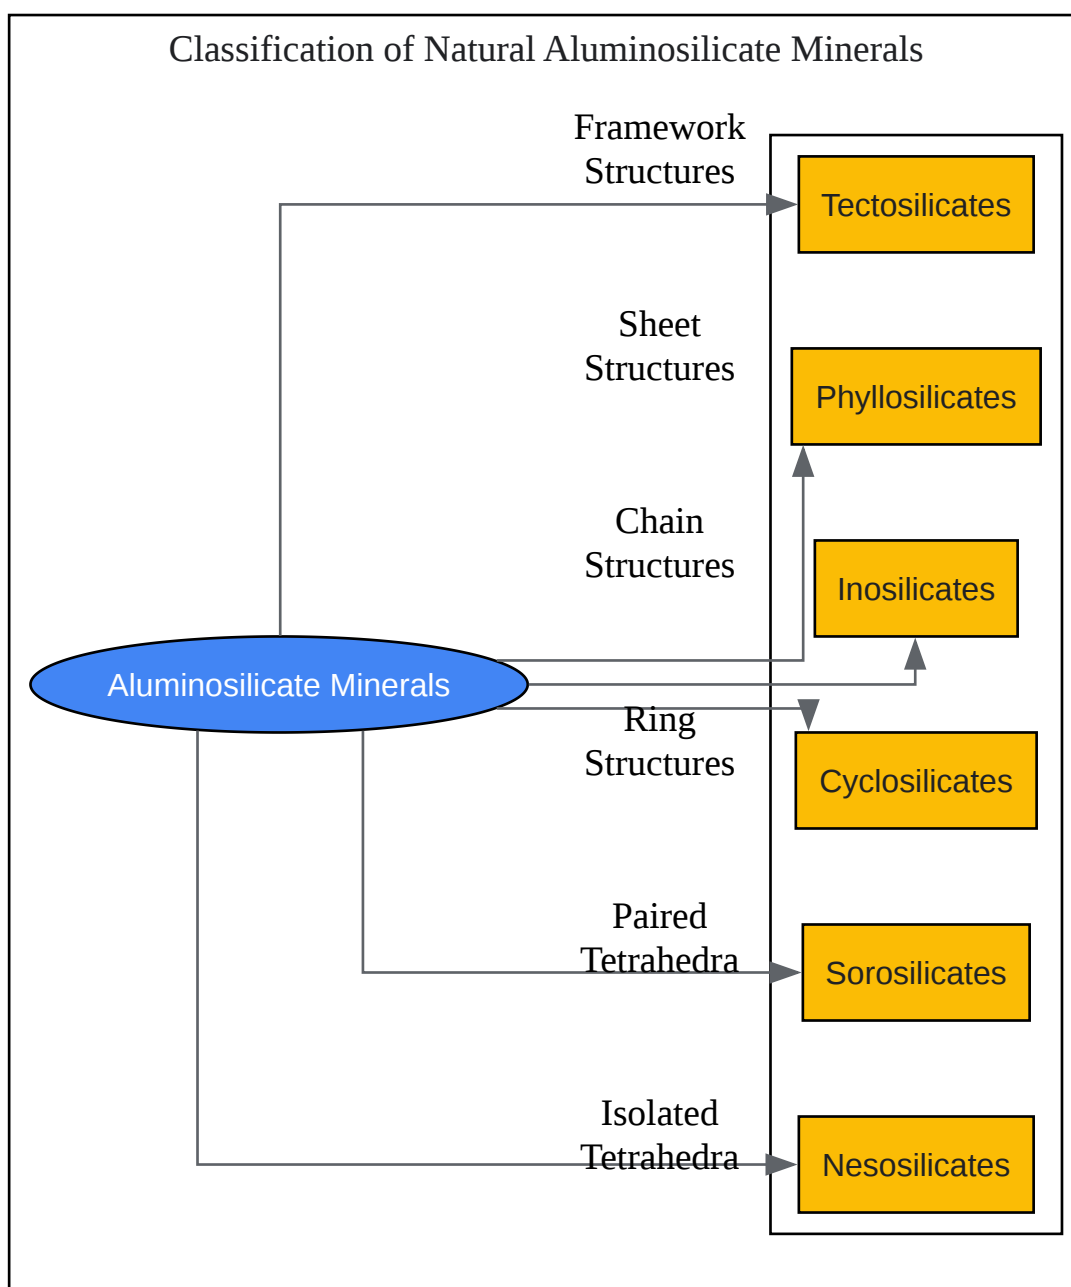 Classification of Natural Aluminosilicate Minerals
Framework
Structures
Tectosilicates
Sheet
Structures
Phyllosilicates
Chain
Structures
Inosilicates
Aluminosilicate Minerals
Ring
Structures
Cyclosilicates
Paired
Tetrahedra
Sorosilicates
Isolated
Tetrahedra
Nesosilicates